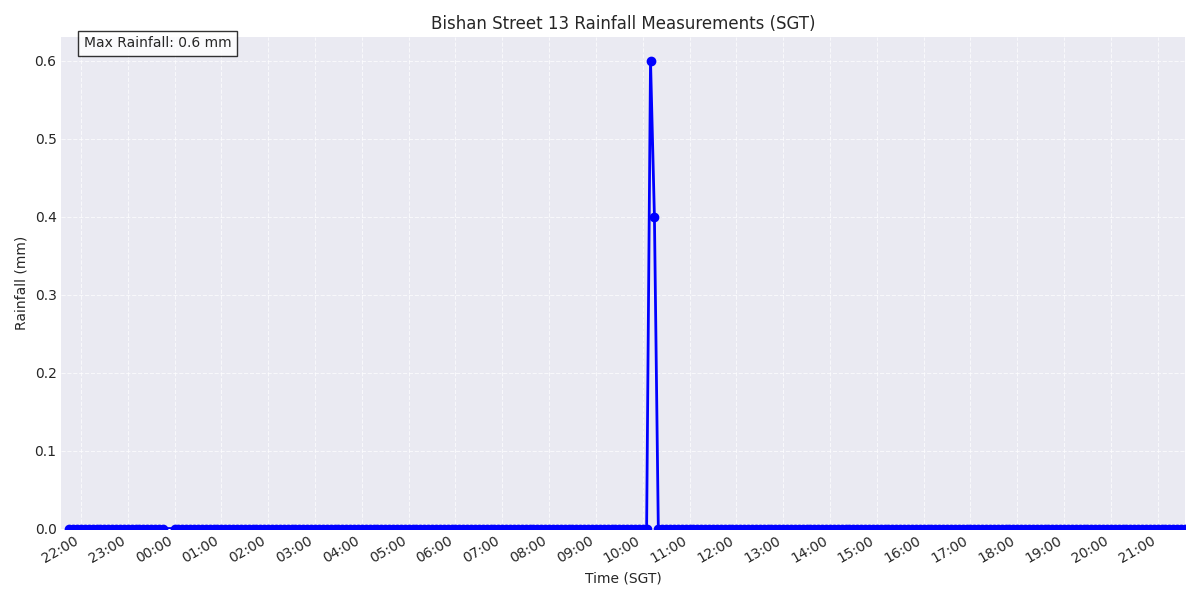 Bishan Street 13 Rainfall Measurements (SGT)
Max Rainfall: 0.6 mm
0.6
0.5
0.4
0.3
0.2
0.1
0.0
Rainfall (mm)
22:00 23:00 00:00 01:00 02:00 03:00 04:00 05:00 06:00 07:00 08:00 09:00 10:00 11:00 12:00 13:00 14:00 15:00 16:00 17:00 18:00 19:00 20:00 21:00
Time (SGT)